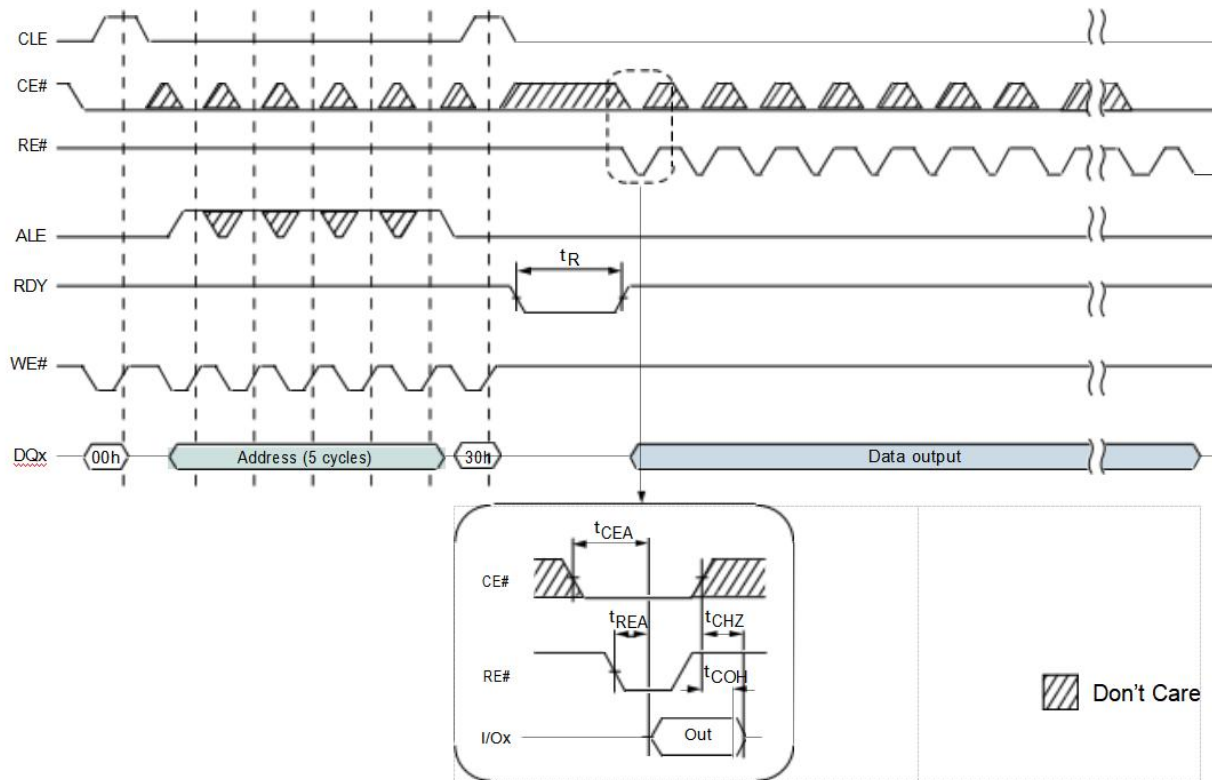 CLE
CE#
RE#
ALE
tR
RDY
WE#
DQx
00h
Address (5 cycles)
30h
Data output
tCEA
CE#
tREA
tCHZ
RE#
tCOH
I/Ox
Out
Don't Care